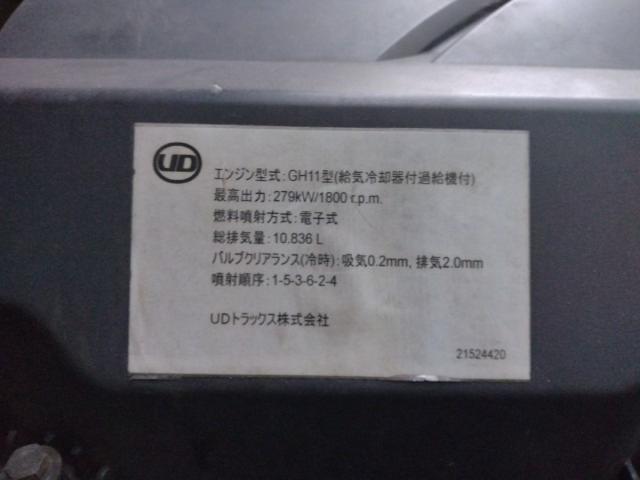 UD
エンジン型式:GH11型(給気冷却器付過給機付)
最高出力:279kW/1800 r.p.m.
燃料噴射方式:電子式
総排気量:10.836 L
バルブクリアランス(冷時):吸気0.2mm, 排気2.0mm
噴射順序:1-5-3-6-2-4
UDトラックス株式会社
21524420